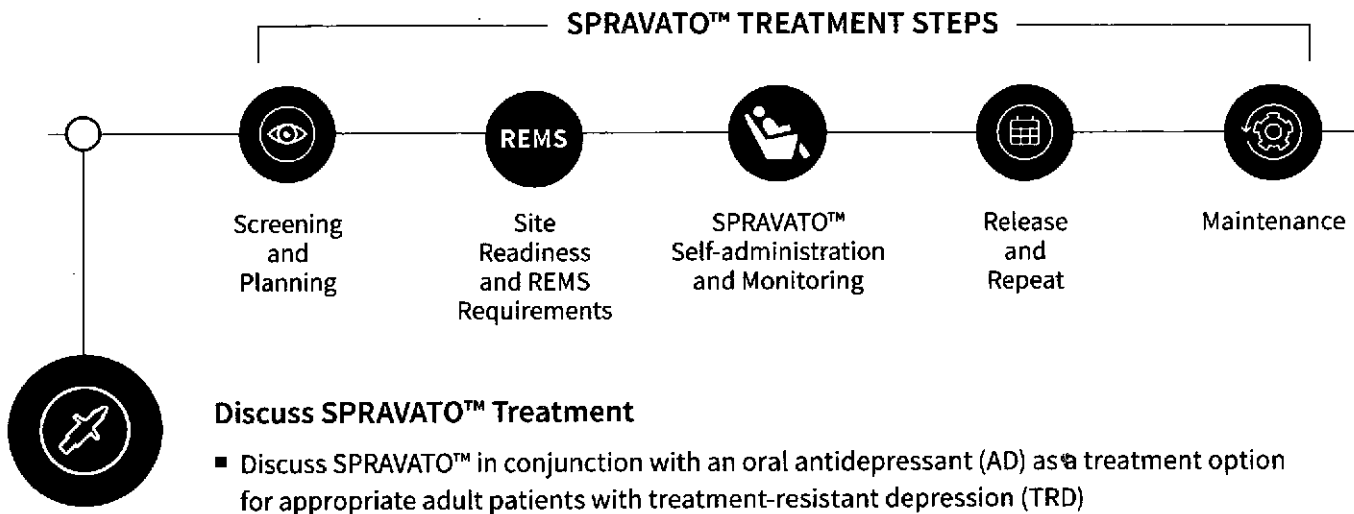 SPRAVATO™ TREATMENT STEPS
REMS
Screening
and
Planning
Site
Readiness
and REMS
Requirements
SPRAVATO™
Self-administration
and Monitoring
Release
and
Repeat
Maintenance
Discuss SPRAVATO™ Treatment
▪ Discuss SPRAVATO™ in conjunction with an oral antidepressant (AD) as a treatment option
for appropriate adult patients with treatment-resistant depression (TRD)